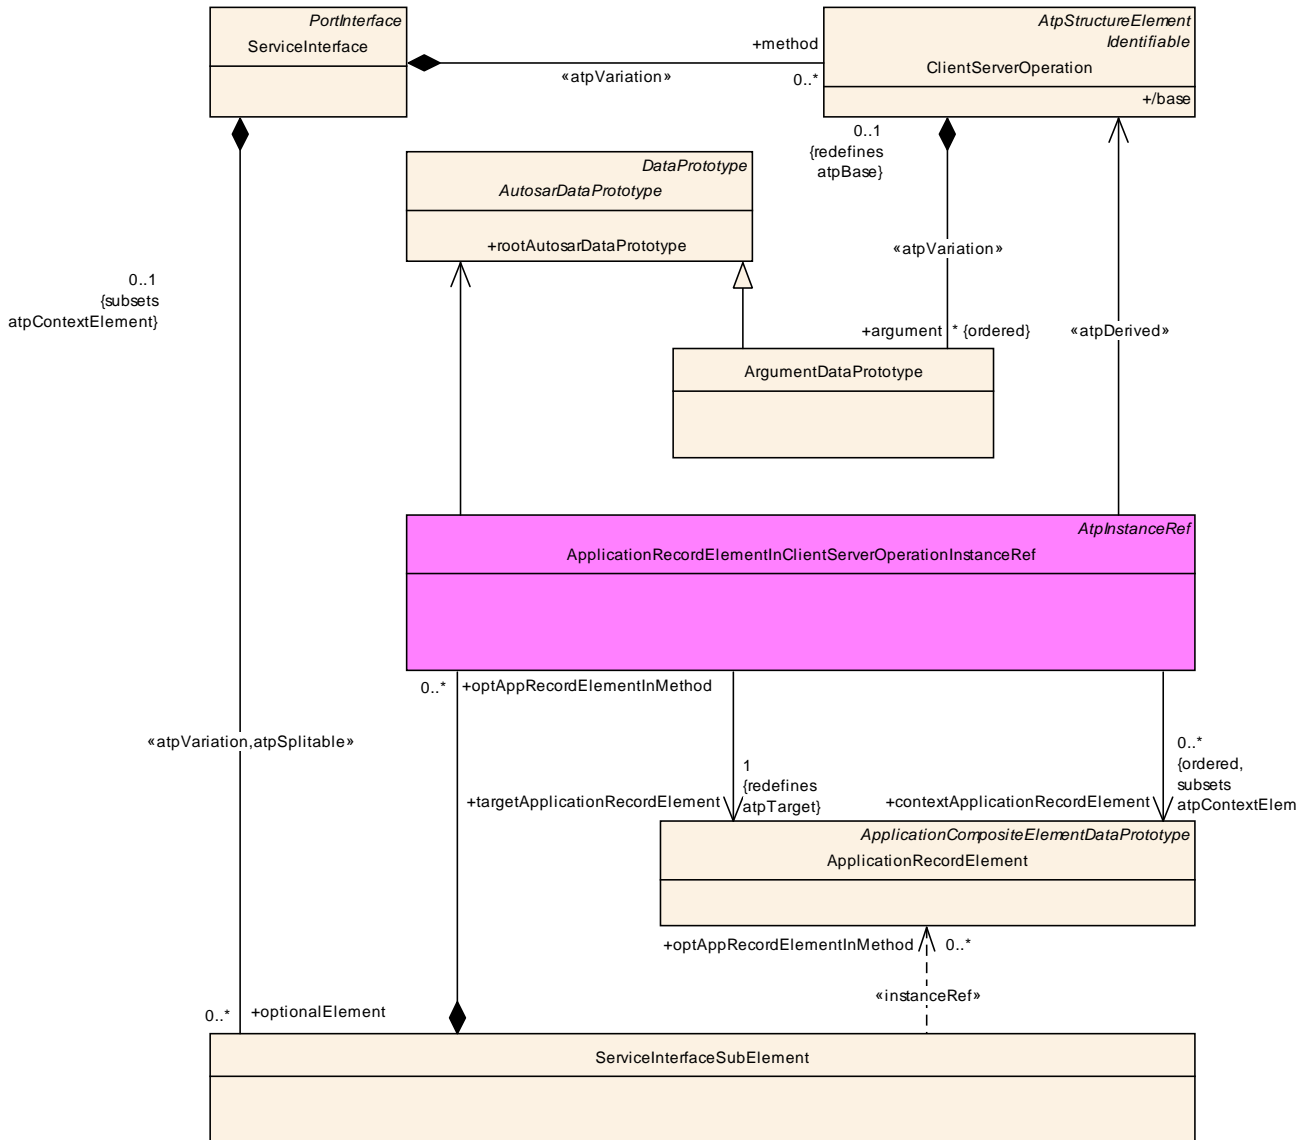 PortInterface
ServiceInterface
+method
«atpVariation»
0..*
AtpStructureElement
Identifiable
ClientServerOperation
+/base
0..1
{redefines
atpBase}
DataPrototype
AutosarDataPrototype
+rootAutosarDataPrototype
«atpVariation»
0..1
{subsets
atpContextElement}
+argument
* {ordered}
«atpDerived»
ArgumentDataPrototype
AtpInstanceRef
ApplicationRecordElementInClientServerOperationInstanceRef
0..*
+optAppRecordElementInMethod
«atpVariation,atpSplitable»
1
{redefines
atpTarget}
+targetApplicationRecordElement
0..*
{ordered,
subsets
atpContextElem
+contextApplicationRecordElement
ApplicationCompositeElementDataPrototype
ApplicationRecordElement
+optAppRecordElementInMethod
0..*
«instanceRef»
0..*
+optionalElement
ServiceInterfaceSubElement